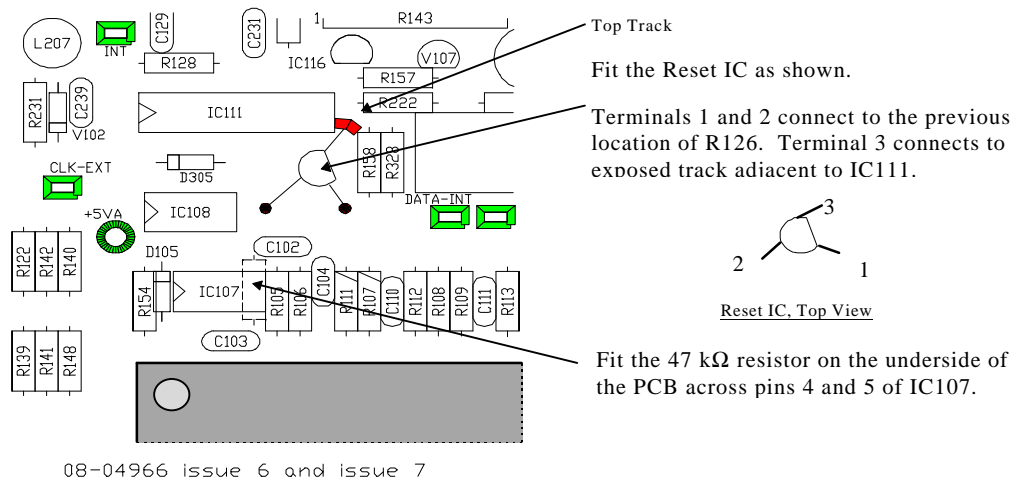 Top Track
Fit the Reset IC as shown.
Terminals 1 and 2 connect to the previous
location of R126. Terminal 3 connects to
exposed track adjacent to IC111.
3
2
1
Reset IC, Top View
Fit the 47 kΩ resistor on the underside of
the PCB across pins 4 and 5 of IC107.
L207
INT
C129
C231
1
R143
IC116
V107
R128
R157
R222
R231
C239
V102
IC111
R158
R328
CLK-EXT
D305
DATA-INT
+5VA
IC108
R122
R142
R140
D105
C102
R154
IC107
R105
R106
C104
R111
R107
C110
R112
R108
R109
C111
R113
C103
R139
R141
R148
08-04966 issue 6 and issue 7